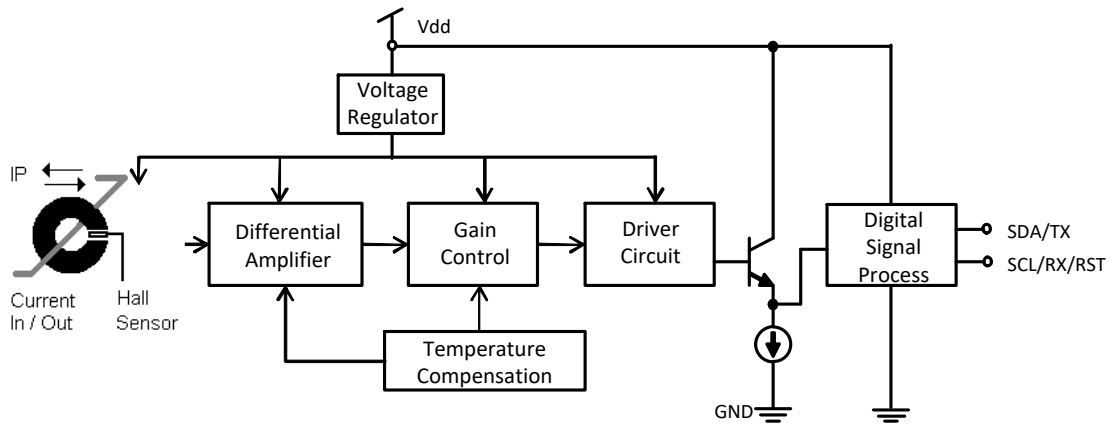 Vdd
Voltage
Regulator
IP
Differential
Amplifier
Gain
Control
Driver
Circuit
Digital
Signal
Process
SDA/TX
SCL/RX/RST
Current
In / Out
Hall
Sensor
Temperature
Compensation
GND